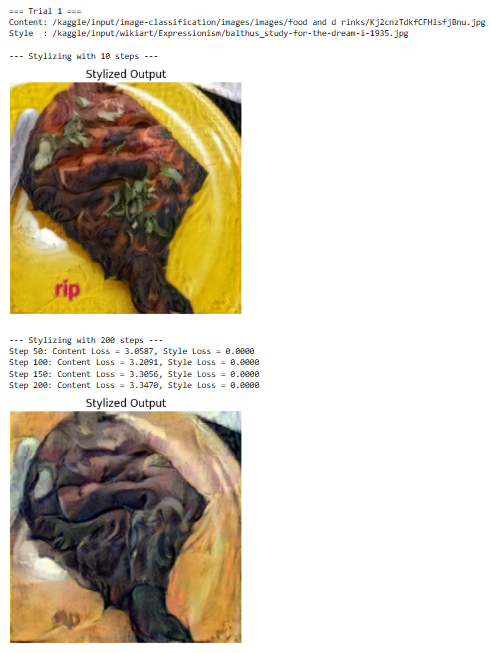 === Trial 1 ===
Content: /kaggle/input/image-classification/images/images/food and d rinks/Kj2cnzTdkfCFHlsfjBnu.jpg
Style  : /kaggle/input/wikiart/Expressionism/balthus_study-for-the-dream-i-1935.jpg
--- Stylizing with 10 steps ---
Stylized Output
rip
--- Stylizing with 200 steps ---
Step 50: Content Loss = 3.0587, Style Loss = 0.0000
Step 100: Content Loss = 3.2091, Style Loss = 0.0000
Step 150: Content Loss = 3.3056, Style Loss = 0.0000
Step 200: Content Loss = 3.3470, Style Loss = 0.0000
Stylized Output